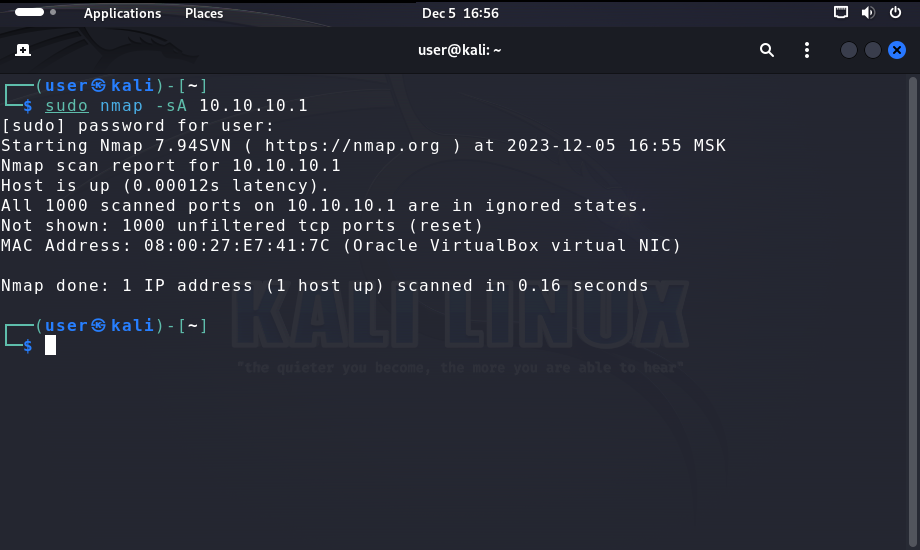 Applications Places Dec 5 16:56
user@kali: ~
┌──(user㉿kali)-[~]
└─$ sudo nmap -sA 10.10.10.1
[sudo] password for user:
Starting Nmap 7.94SVN ( https://nmap.org ) at 2023-12-05 16:55 MSK
Nmap scan report for 10.10.10.1
Host is up (0.00012s latency).
All 1000 scanned ports on 10.10.10.1 are in ignored states.
Not shown: 1000 unfiltered tcp ports (reset)
MAC Address: 08:00:27:E7:41:7C (Oracle VirtualBox virtual NIC)
Nmap done: 1 IP address (1 host up) scanned in 0.16 seconds
┌──(user㉿kali)-[~]
└─$
KALI LINUX
"the quieter you become, the more you are able to hear"